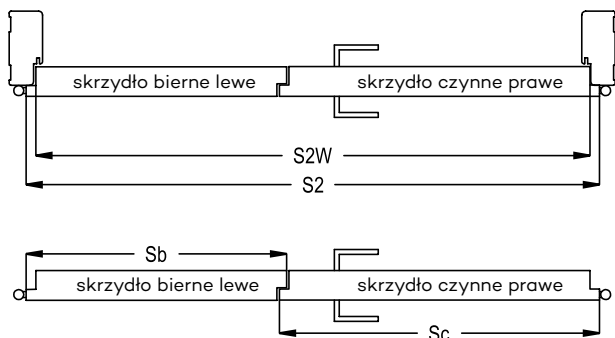 skrzydło bierne lewe
skrzydło czynne prawe
S2W
S2
Sb
skrzydło bierne lewe
skrzydło czynne prawe
Sc